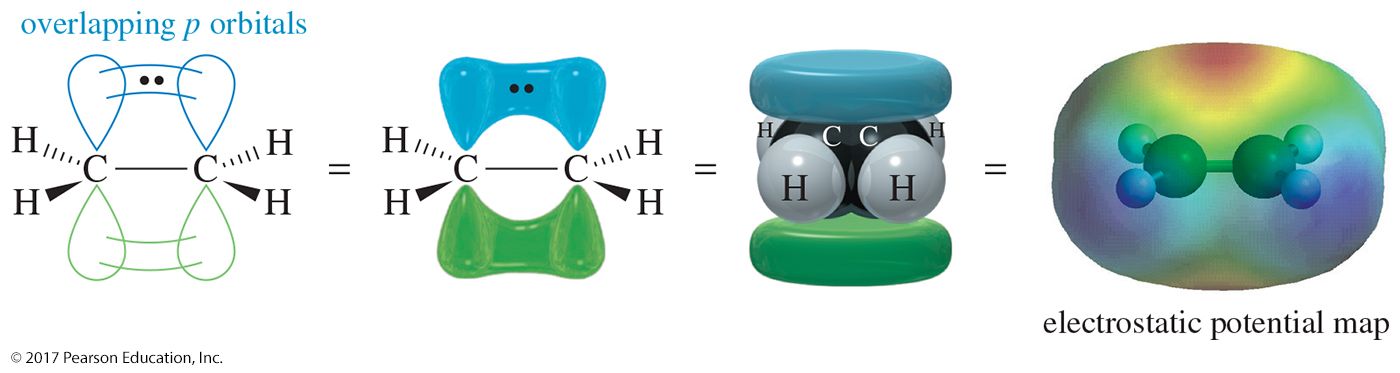 overlapping p orbitals
H H
C C
H H
=
H H
C C
H H
=
H C C H
H H
=
electrostatic potential map
© 2017 Pearson Education, Inc.